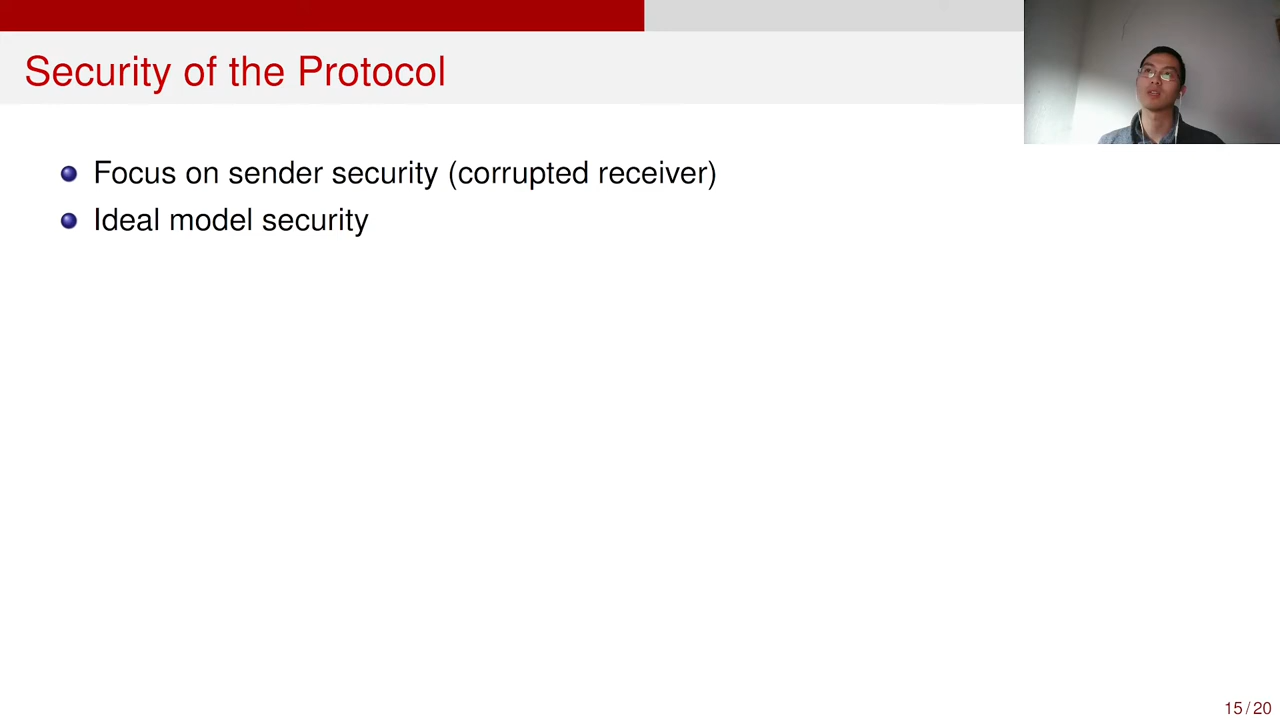 Security of the Protocol
Focus on sender security (corrupted receiver)
Ideal model security
15 / 20